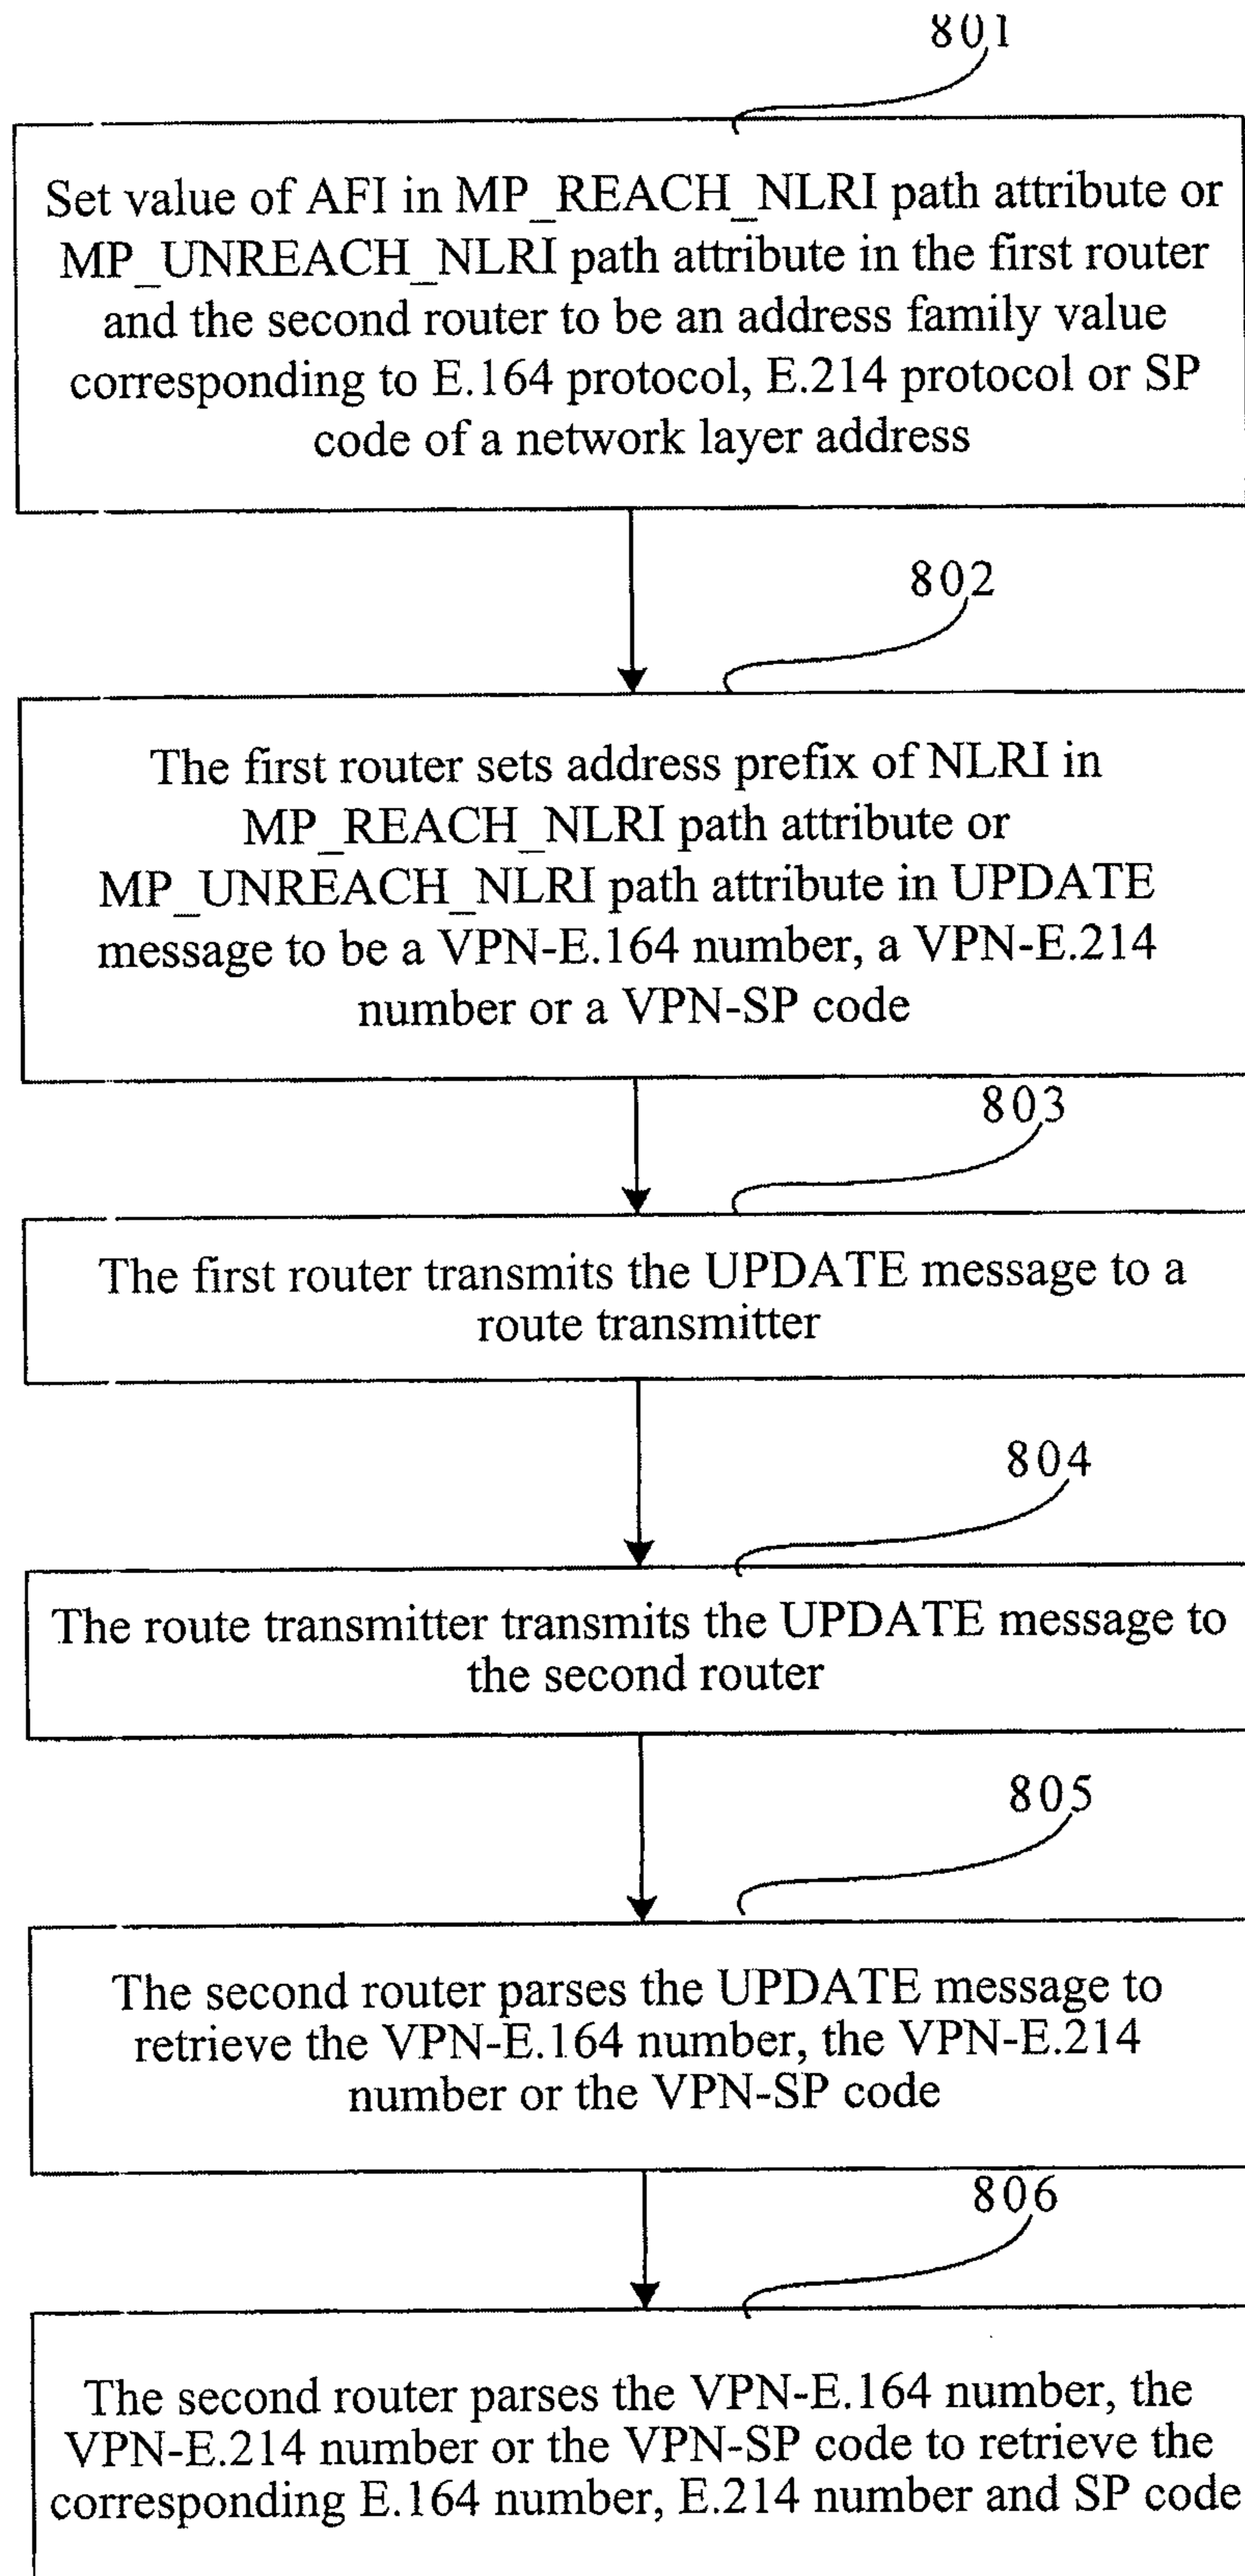 801
Set value of AFI in MP_REACH_NLRI path attribute or
MP_UNREACH_NLRI path attribute in the first router
and the second router to be an address family value
corresponding to E.164 protocol, E.214 protocol or SP
code of a network layer address
802
The first router sets address prefix of NLRI in
MP_REACH_NLRI path attribute or
MP_UNREACH_NLRI path attribute in UPDATE
message to be a VPN-E.164 number, a VPN-E.214
number or a VPN-SP code
803
The first router transmits the UPDATE message to a
route transmitter
804
The route transmitter transmits the UPDATE message to
the second router
805
The second router parses the UPDATE message to
retrieve the VPN-E.164 number, the VPN-E.214
number or the VPN-SP code
806
The second router parses the VPN-E.164 number, the
VPN-E.214 number or the VPN-SP code to retrieve the
corresponding E.164 number, E.214 number and SP code